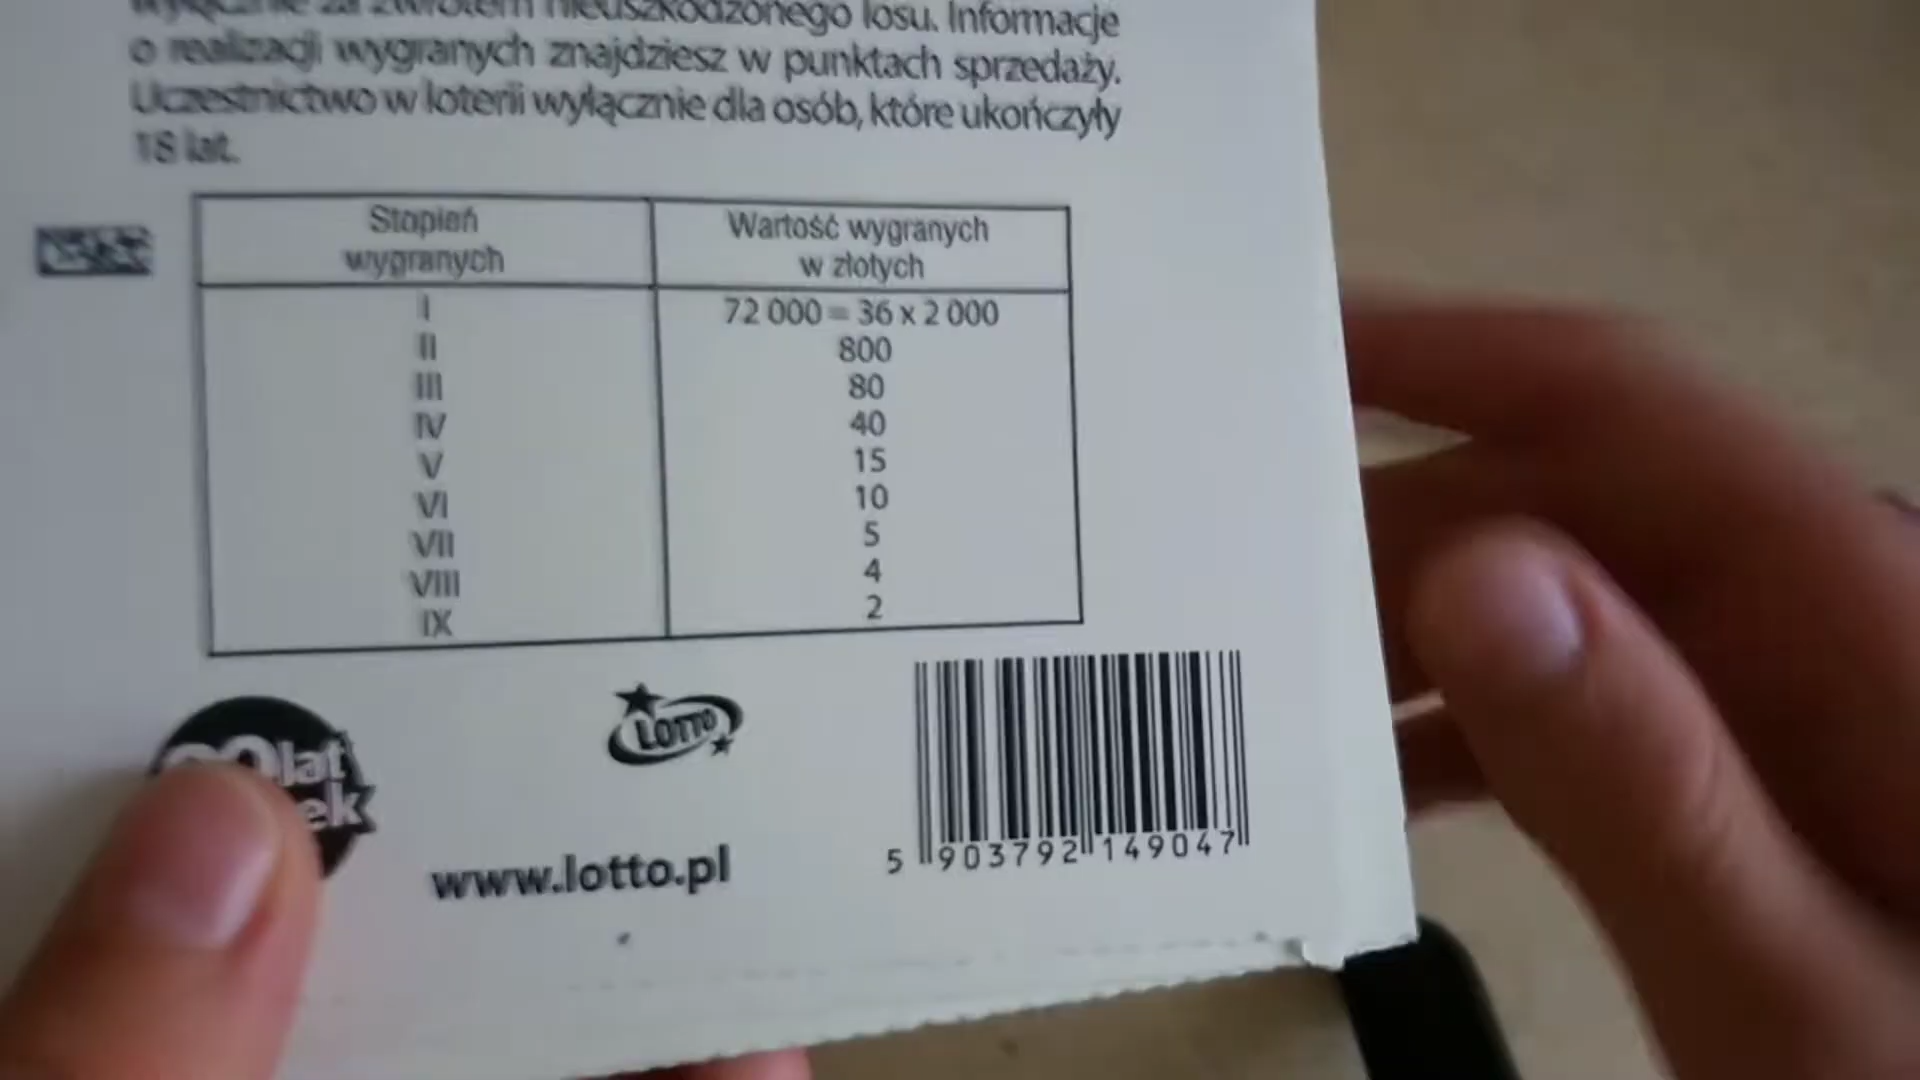 wyłącznie za zwrotem nieuszkodzonego losu. Informacje
o realizacji wygranych znajdziesz w punktach sprzedaży.
Uczestnictwo w loterii wyłącznie dla osób, które ukończyły
18 lat.
Stopień wygranych
Wartość wygranych w złotych
I 72 000 = 36 x 2 000
II 800
III 80
IV 40
V 15
VI 10
VII 5
VIII 4
IX 2
lat
LOTTO
www.lotto.pl
5 903792 149047